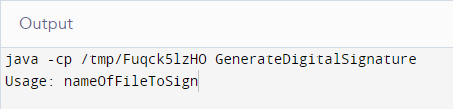 Output
java -cp /tmp/Fuqck5lzHO GenerateDigitalSignature
Usage: nameOfFileToSign